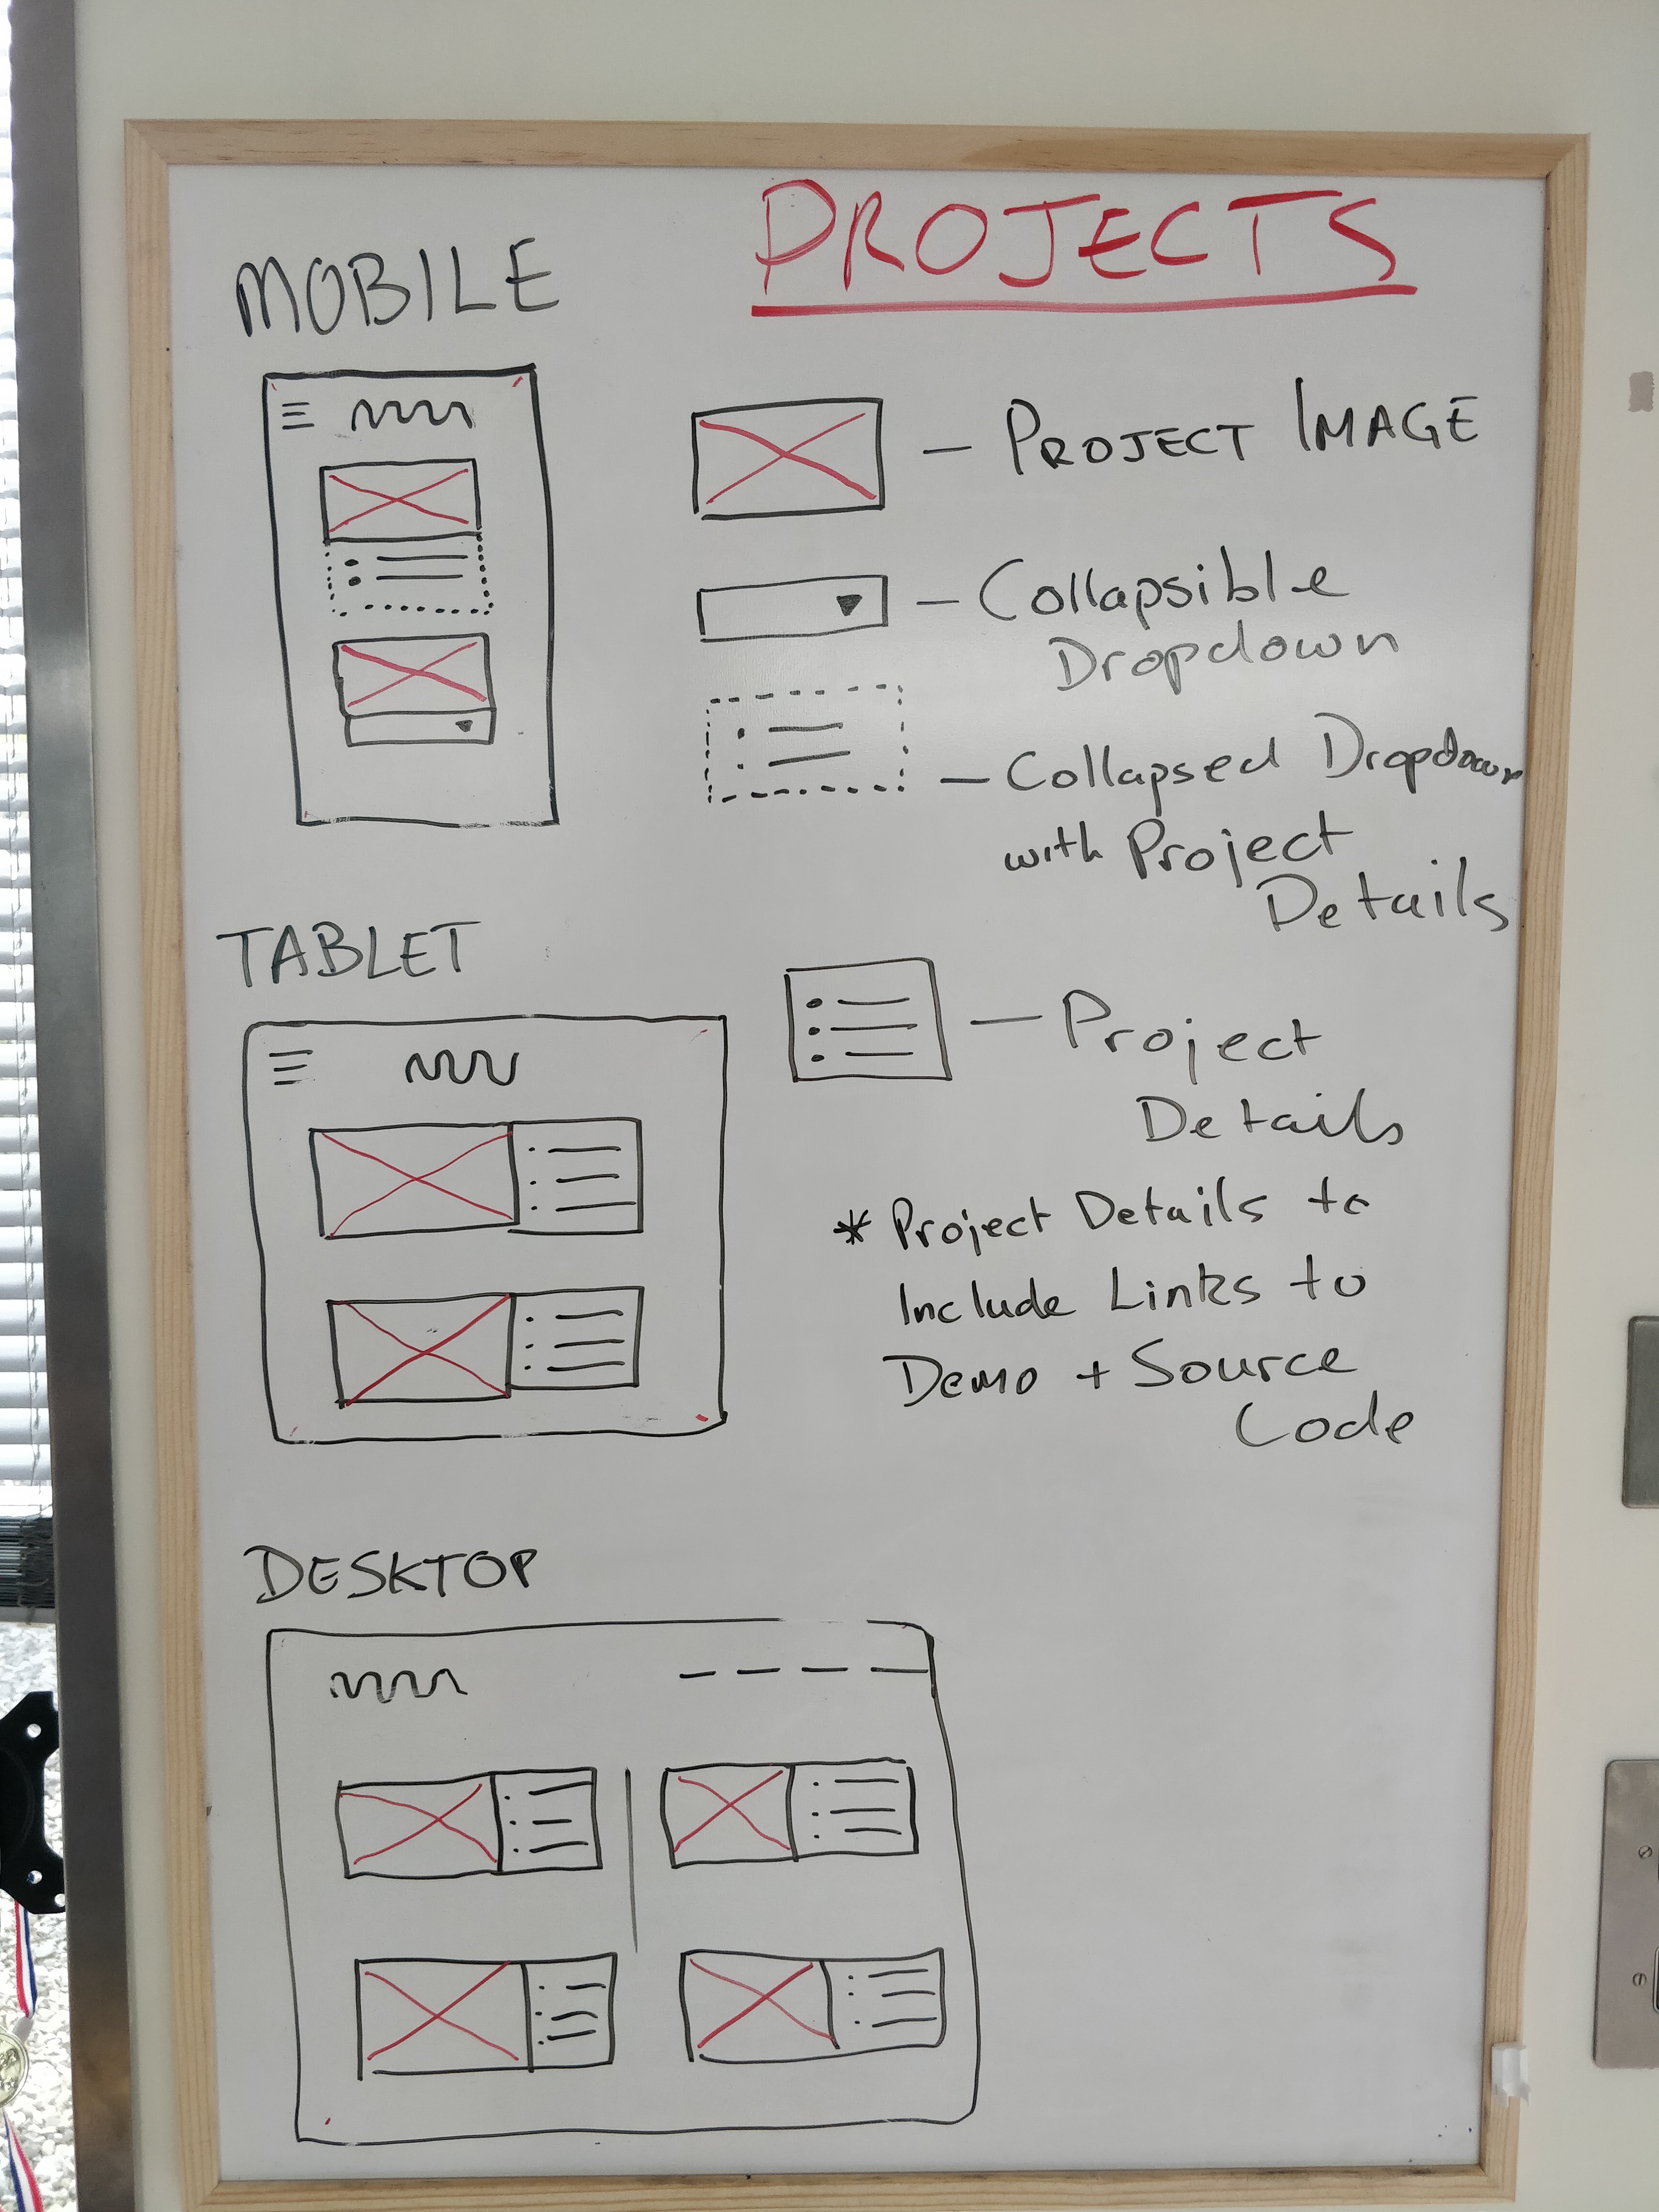 PROJECTS
MOBILE
— PROJECT IMAGE
— Collapsible
Dropdown
— Collapsed Dropdown
with Project
Details
TABLET
— Project
Details
* Project Details to
Include Links to
Demo + Source
Code
DESKTOP